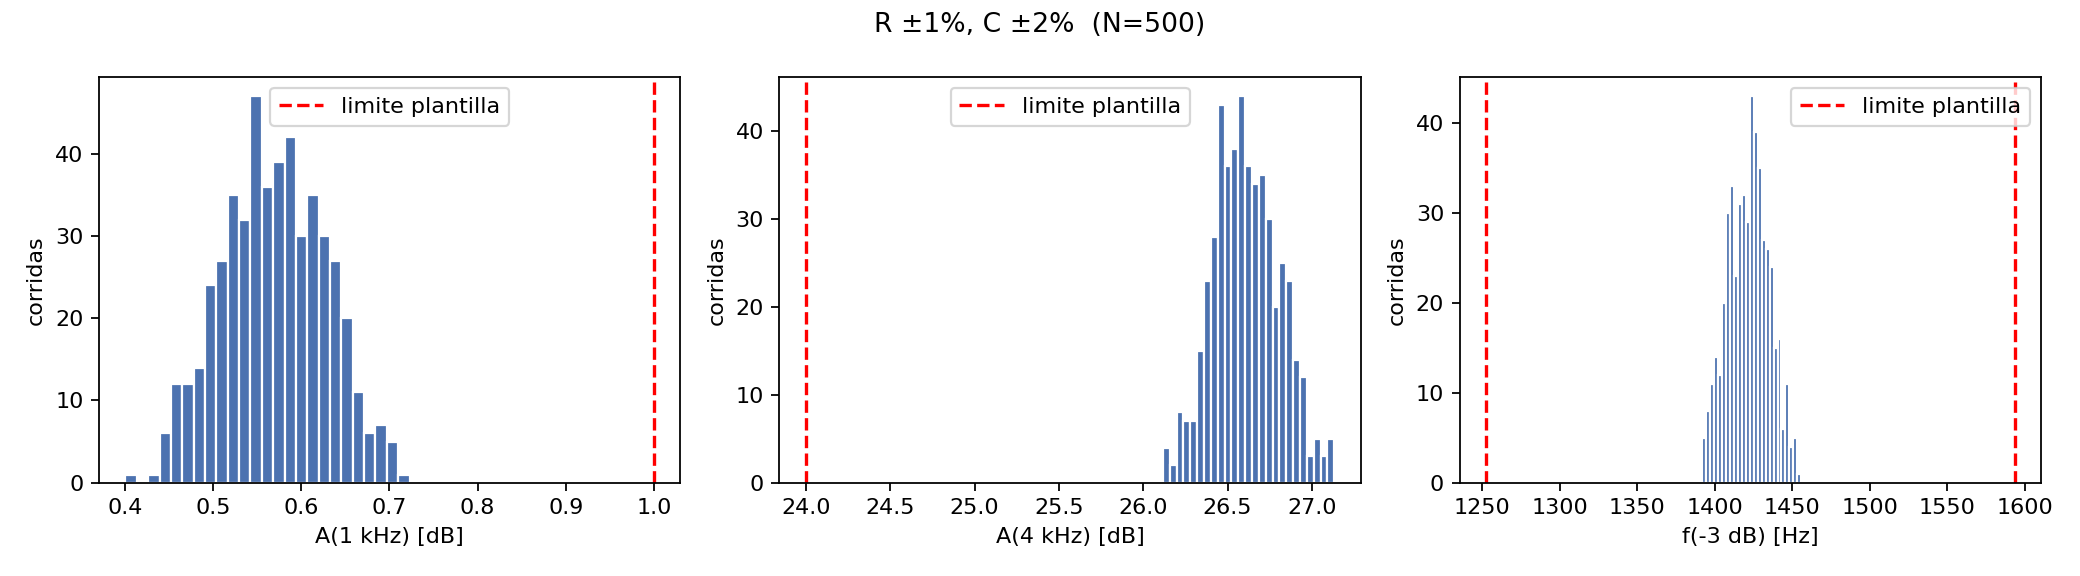 R ±1%, C ±2%  (N=500)
limite plantilla
corridas
0
10
20
30
40
0.4 0.5 0.6 0.7 0.8 0.9 1.0
A(1 kHz) [dB]
limite plantilla
corridas
0
10
20
30
40
24.0 24.5 25.0 25.5 26.0 26.5 27.0
A(4 kHz) [dB]
limite plantilla
corridas
0
10
20
30
40
1250 1300 1350 1400 1450 1500 1550 1600
f(-3 dB) [Hz]